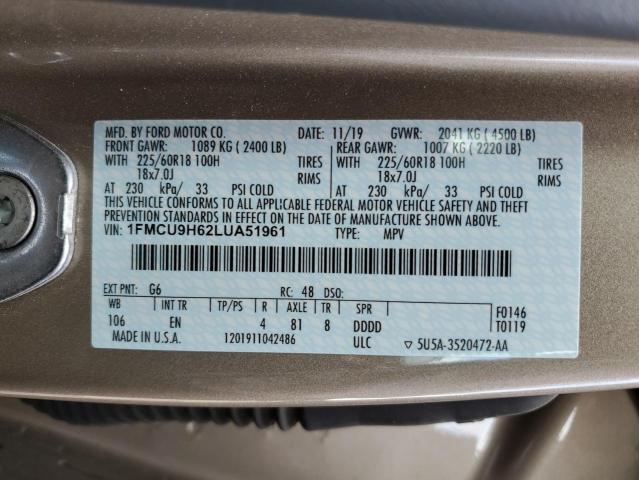 MFD. BY FORD MOTOR CO. DATE: 11/19 GVWR: 2041 KG ( 4500 LB)
FRONT GAWR: 1089 KG ( 2400 LB) REAR GAWR: 1007 KG ( 2220 LB)
WITH 225/60R18 100H TIRES WITH 225/60R18 100H TIRES
18x7.0J RIMS 18x7.0J RIMS
AT 230 kPa/ 33 PSI COLD AT 230 kPa/ 33 PSI COLD
THIS VEHICLE CONFORMS TO ALL APPLICABLE FEDERAL MOTOR VEHICLE SAFETY AND THEFT
PREVENTION STANDARDS IN EFFECT ON THE DATE OF MANUFACTURE SHOWN ABOVE.
VIN: 1FMCU9H62LUA51961 TYPE: MPV
EXT PNT: G6 RC: 48 DSO:
WB INT TR TP/PS R AXLE TR SPR F0146
106 EN 4 81 8 DDDD T0119
MADE IN U.S.A. 1201911042486 ULC ▽ 5U5A-3520472-AA